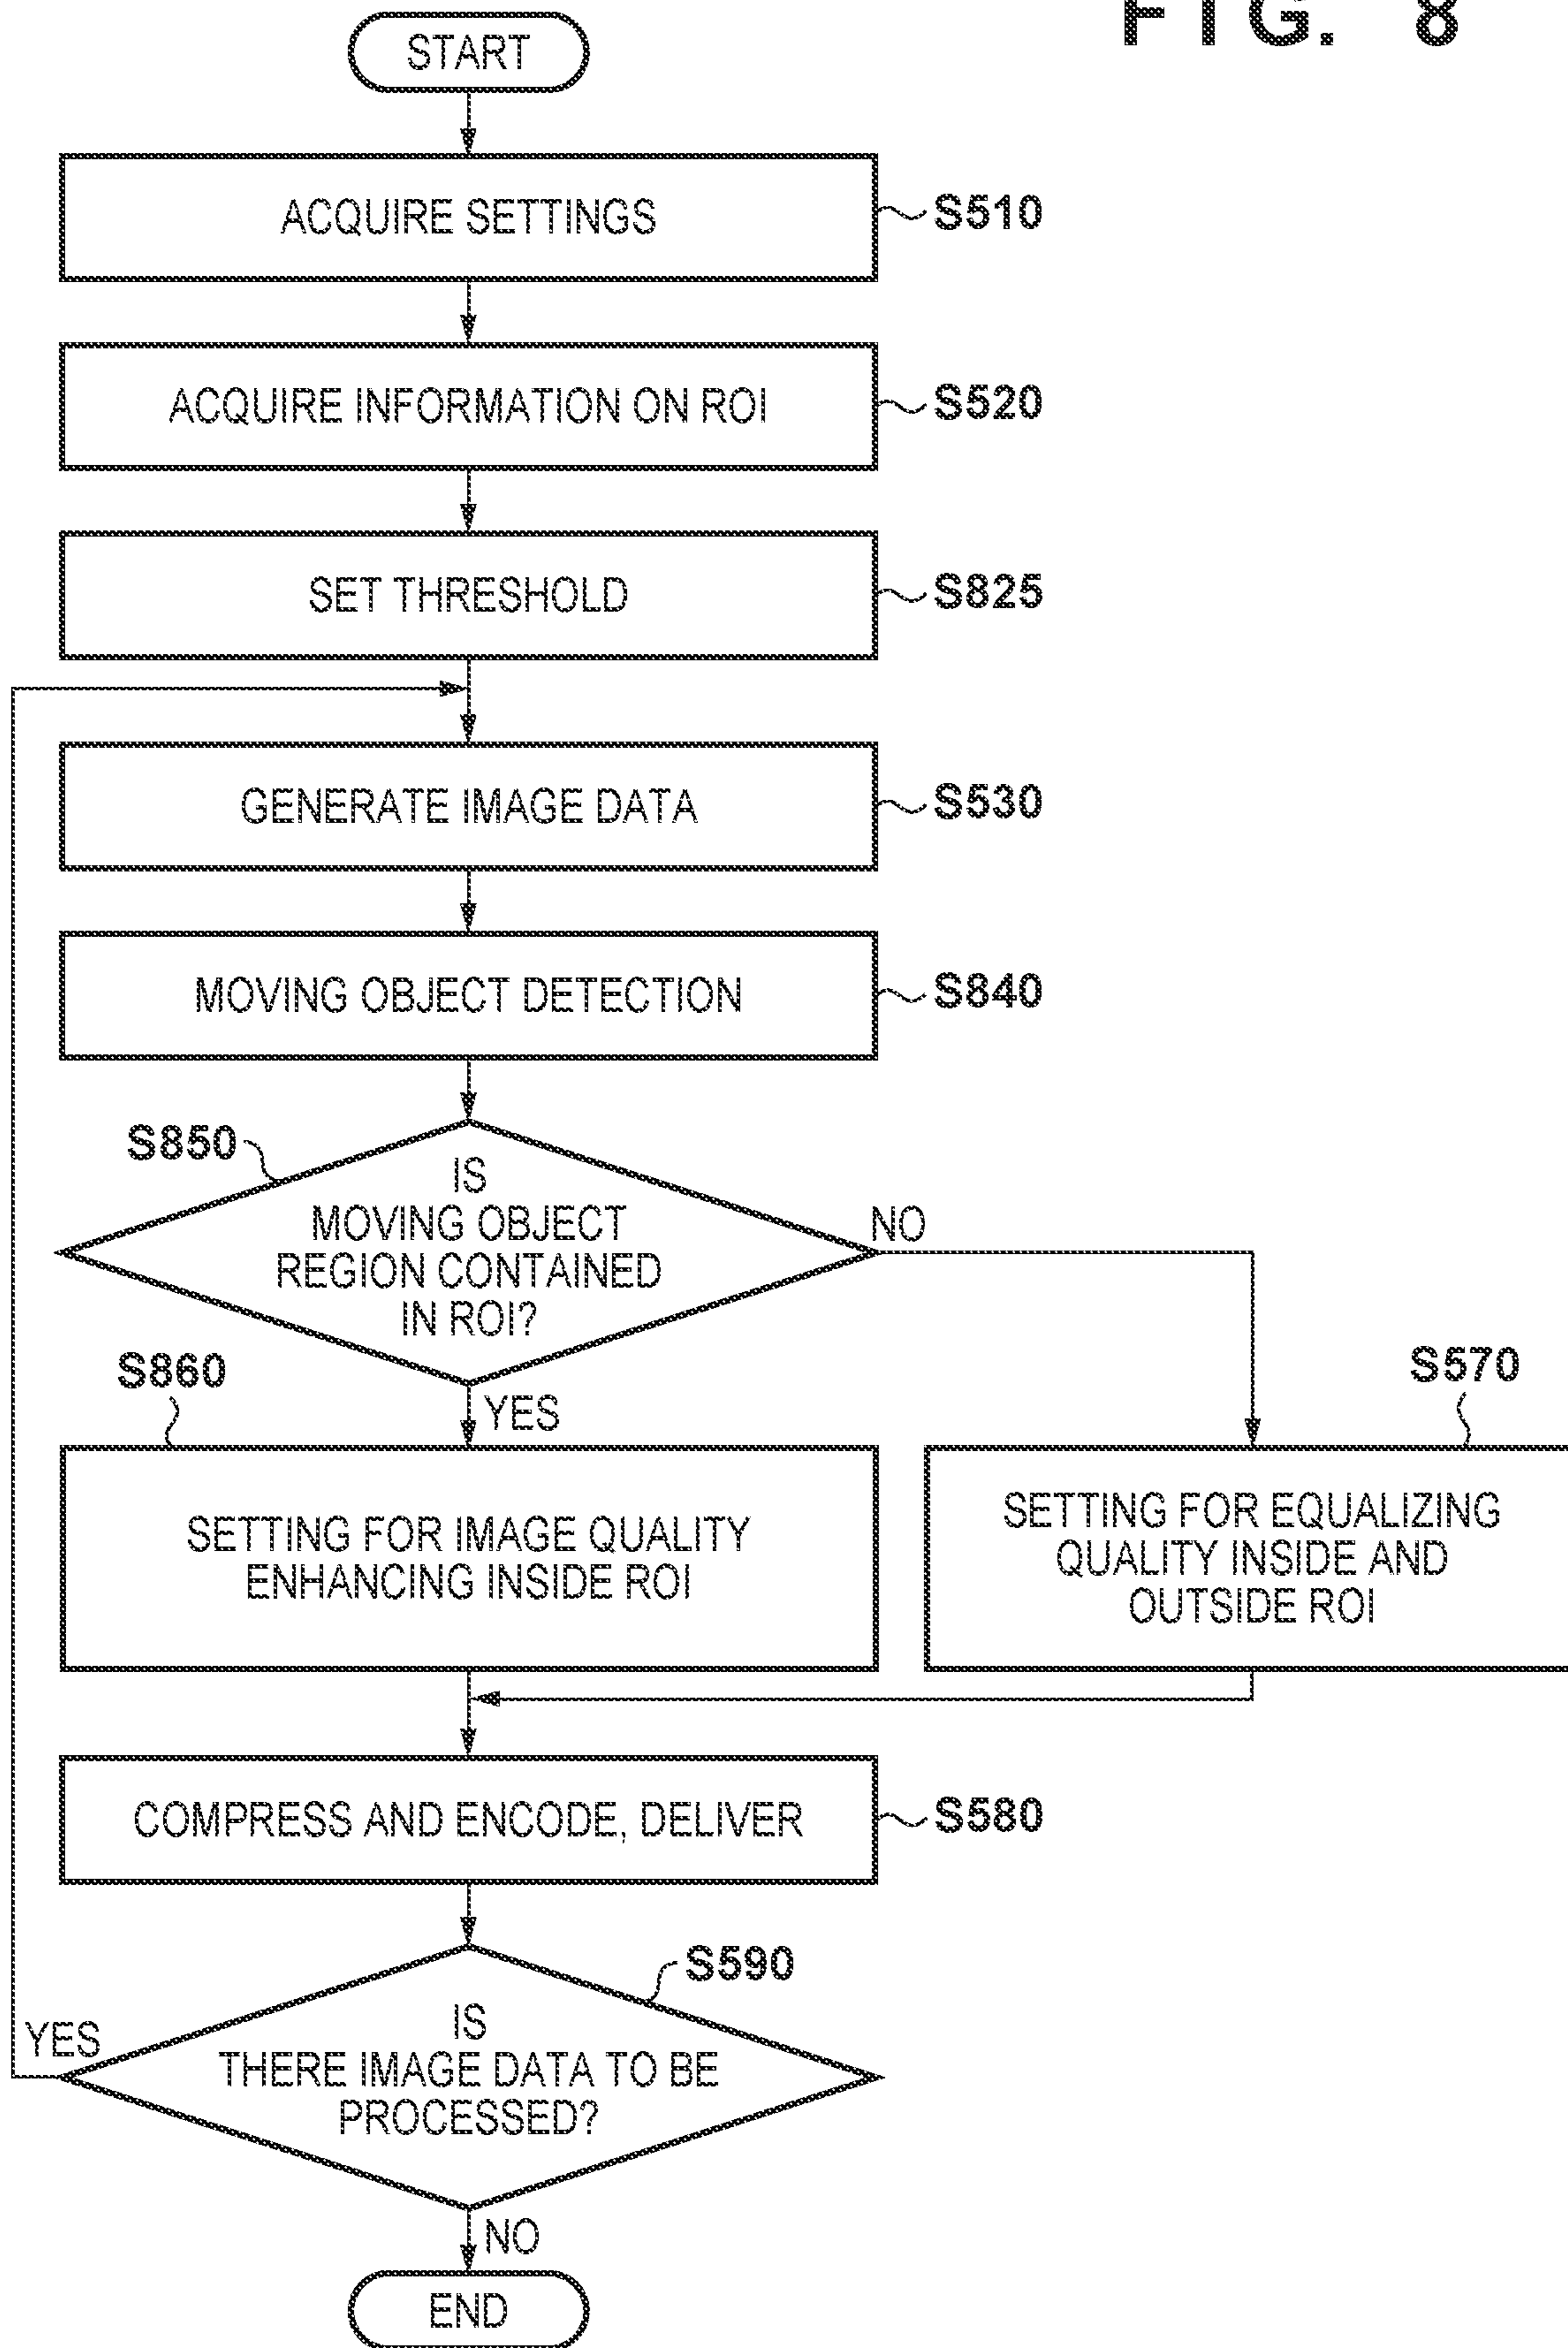 FIG. 8
START
ACQUIRE SETTINGS
S510
ACQUIRE INFORMATION ON ROI
S520
SET THRESHOLD
S825
GENERATE IMAGE DATA
S530
MOVING OBJECT DETECTION
S840
S850
IS
MOVING OBJECT
REGION CONTAINED
IN ROI?
NO
YES
S860
SETTING FOR IMAGE QUALITY
ENHANCING INSIDE ROI
S570
SETTING FOR EQUALIZING
QUALITY INSIDE AND
OUTSIDE ROI
COMPRESS AND ENCODE, DELIVER
S580
S590
IS
THERE IMAGE DATA TO BE
PROCESSED?
YES
NO
END